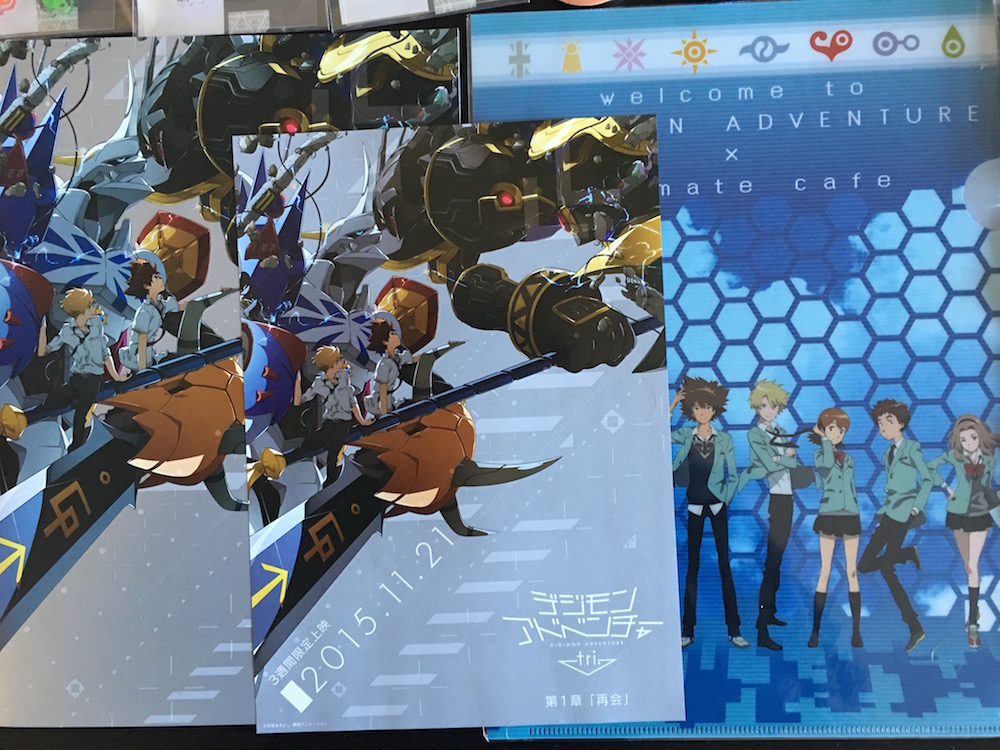 welcome to
N ADVENTURE
×
mate cafe
3週間限定上映
2015.11.21
デジモン
アドベンチャー
DIGIMON ADVENTURE
tri.
第1章「再会」